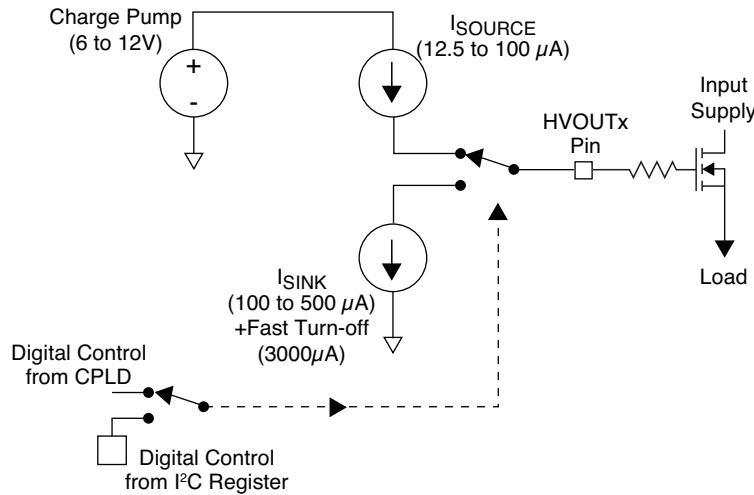 Charge Pump
(6 to 12V)
+
-
ISOURCE
(12.5 to 100 µA)
Input
Supply
HVOUTx
Pin
Load
ISINK
(100 to 500 µA)
+Fast Turn-off
(3000µA)
Digital Control
from CPLD
Digital Control
from I²C Register